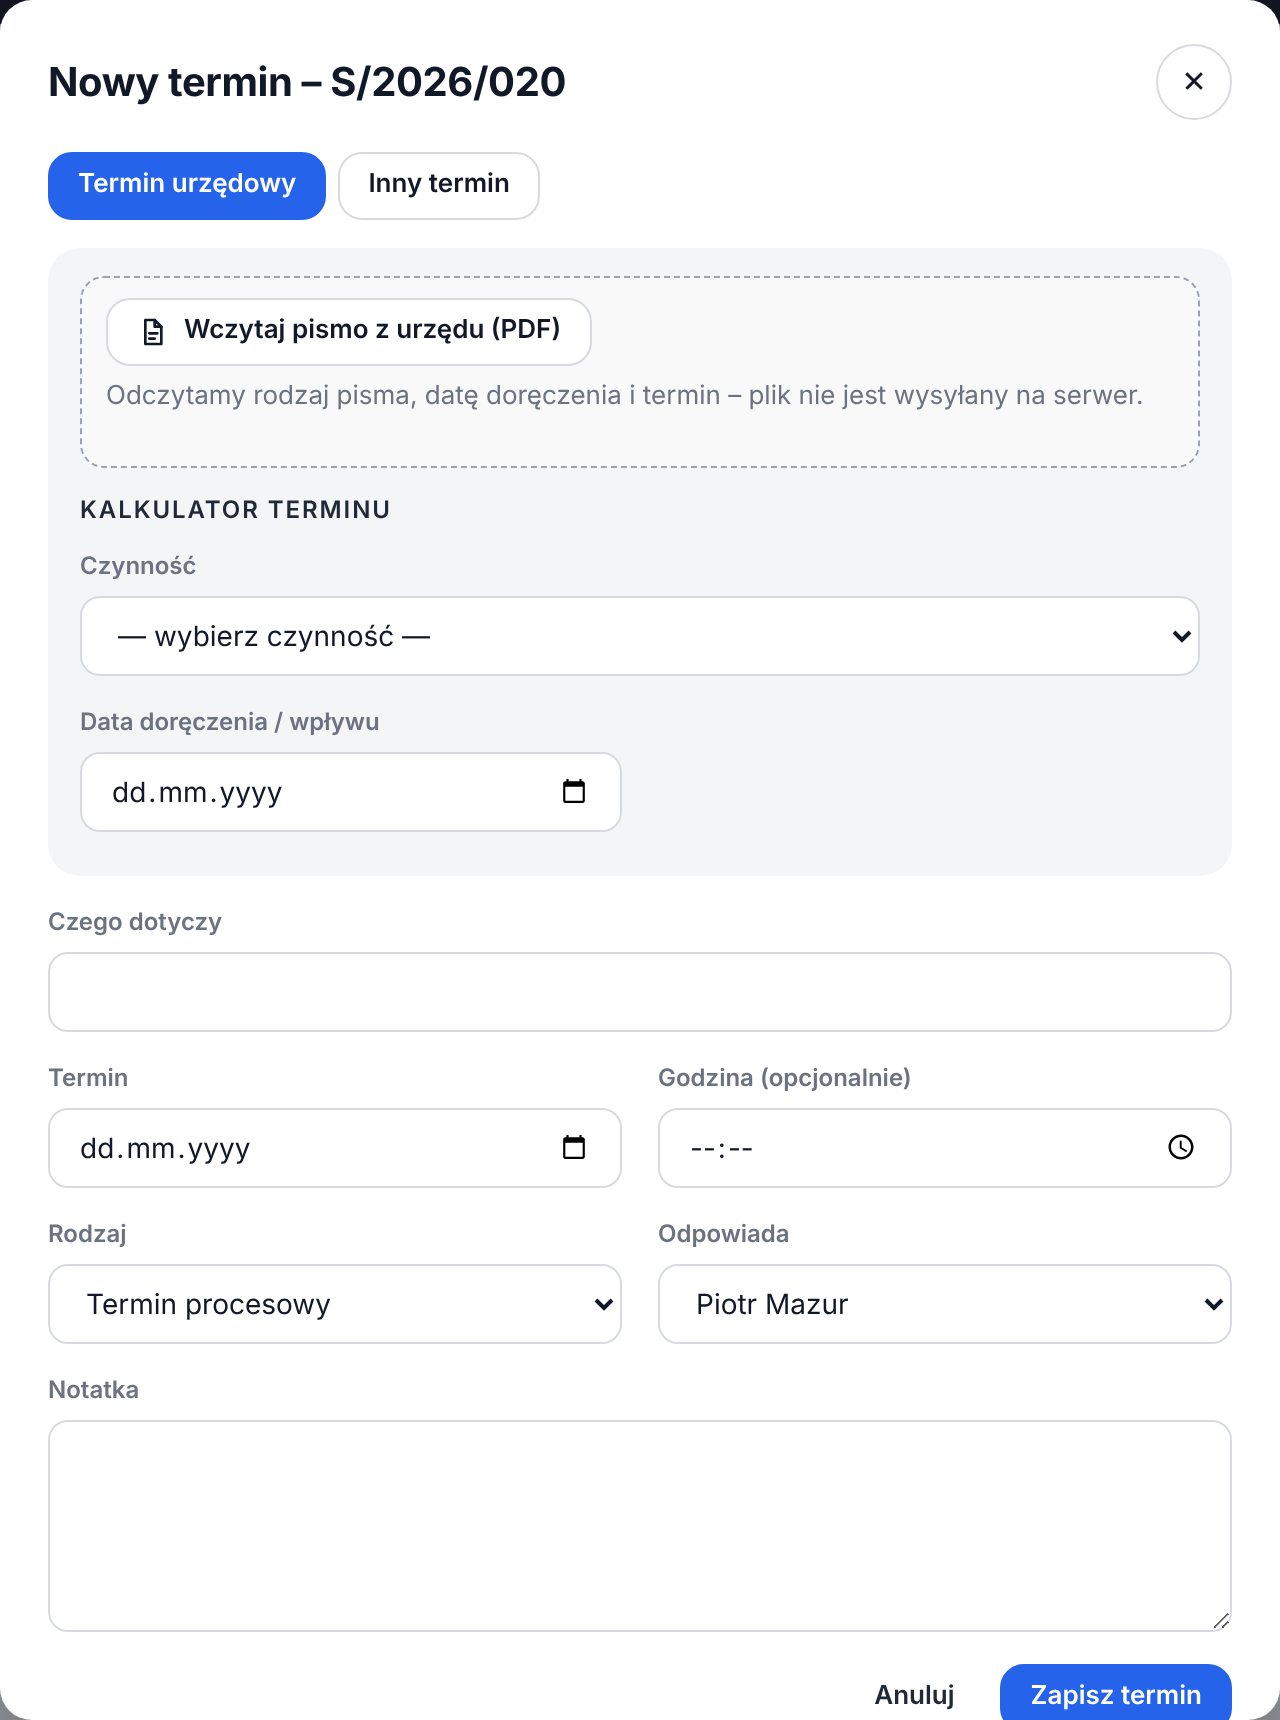 Nowy termin – S/2026/020
Termin urzędowy
Inny termin
Wczytaj pismo z urzędu (PDF)
Odczytamy rodzaj pisma, datę doręczenia i termin – plik nie jest wysyłany na serwer.
KALKULATOR TERMINU
Czynność
— wybierz czynność —
Data doręczenia / wpływu
dd.mm.yyyy
Czego dotyczy
Termin
Godzina (opcjonalnie)
dd.mm.yyyy
--:--
Rodzaj
Odpowiada
Termin procesowy
Piotr Mazur
Notatka
Anuluj
Zapisz termin